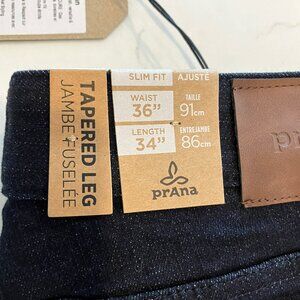 TAPERED LEG
JAMBE FUSELÉE
SLIM FIT AJUSTÉ
WAIST TAILLE
36" 91cm
LENGTH ENTREJAMBE
34" 86cm
prAna
pr